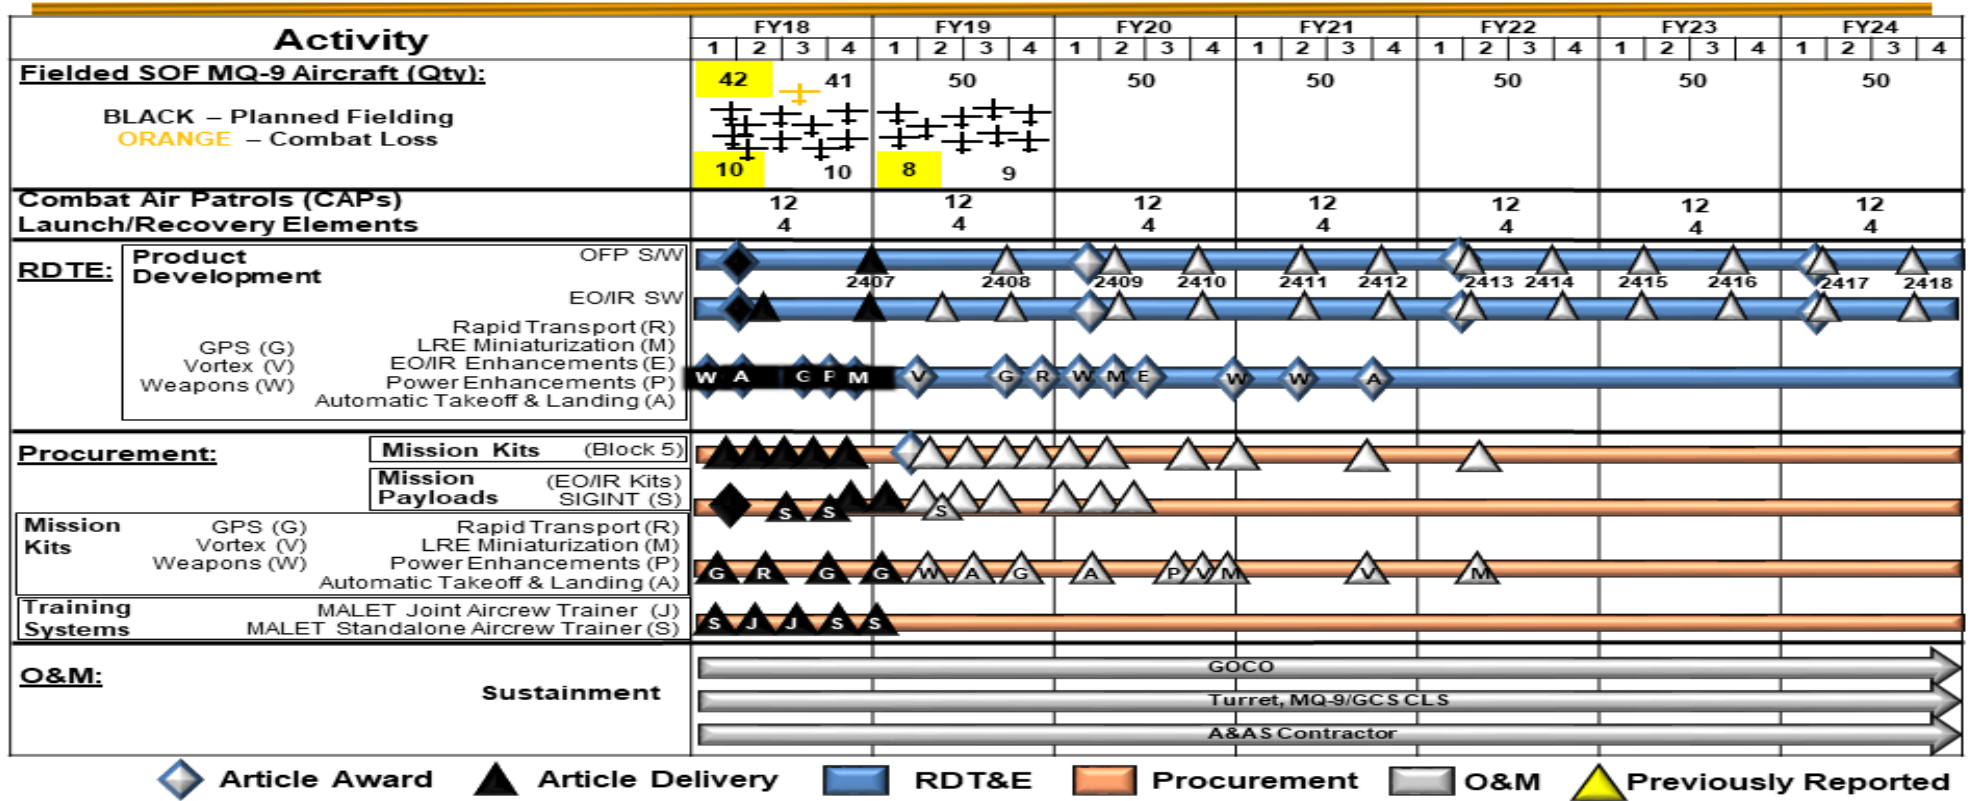 Activity
FY18 FY19 FY20 FY21 FY22 FY23 FY24
1 2 3 4 1 2 3 4 1 2 3 4 1 2 3 4 1 2 3 4 1 2 3 4 1 2 3 4
Fielded SOF MQ-9 Aircraft (Qty):
42 41 50 50 50 50 50 50
BLACK – Planned Fielding
ORANGE – Combat Loss
10 10 8 9
Combat Air Patrols (CAPs)
12 12 12 12 12 12 12
Launch/Recovery Elements
4 4 4 4 4 4 4
RDTE:
Product
Development
OFP S/W
2407 2408 2409 2410 2411 2412 2413 2414 2415 2416 2417 2418
EO/IR SW
Rapid Transport (R)
GPS (G) LRE Miniaturization (M)
Vortex (V) EO/IR Enhancements (E)
Weapons (W) Power Enhancements (P)
Automatic Takeoff & Landing (A)
W A G P M V G R W M E W W A
Procurement:
Mission Kits (Block 5)
Mission (EO/IR Kits)
Payloads SIGINT (S)
S S S
Mission GPS (G) Rapid Transport (R)
Kits Vortex (V) LRE Miniaturization (M)
Weapons (W) Power Enhancements (P)
Automatic Takeoff & Landing (A)
G R G G W A G A P V M V M
Training MALET Joint Aircrew Trainer (J)
Systems MALET Standalone Aircrew Trainer (S)
S J J S S
O&M:
Sustainment
GOCO
Turret, MQ-9/GCS CLS
A&AS Contractor
Article Award Article Delivery RDT&E Procurement O&M Previously Reported